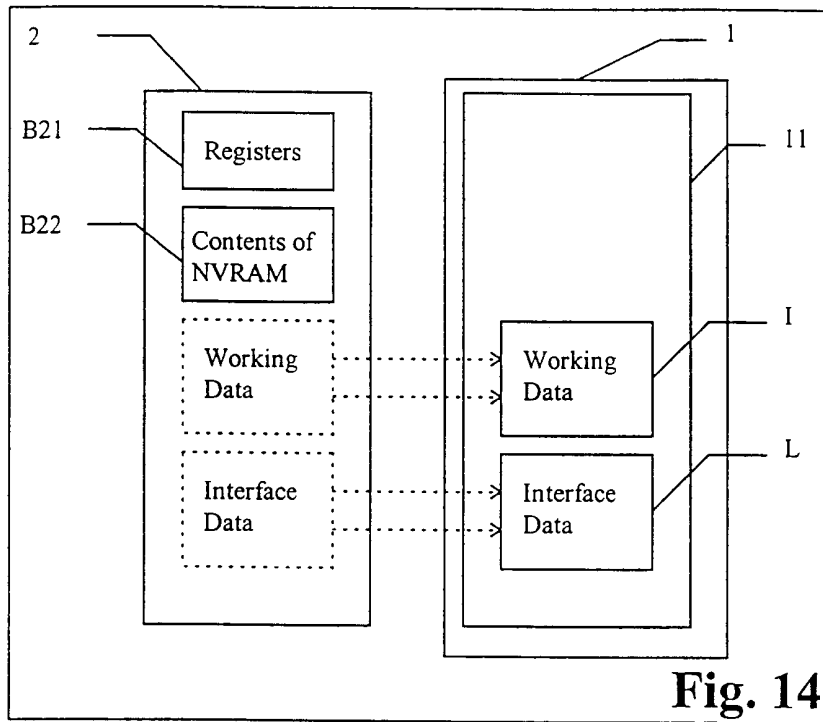 2
1
B21
Registers
11
B22
Contents of
NVRAM
I
Working
Data
Working
Data
L
Interface
Data
Interface
Data
Fig. 14